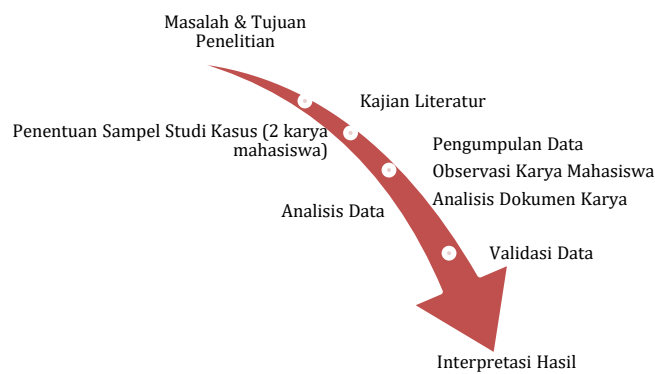 Masalah & Tujuan
Penelitian
Kajian Literatur
Penentuan Sampel Studi Kasus (2 karya
mahasiswa)
Pengumpulan Data
Observasi Karya Mahasiswa
Analisis Dokumen Karya
Analisis Data
Validasi Data
Interpretasi Hasil